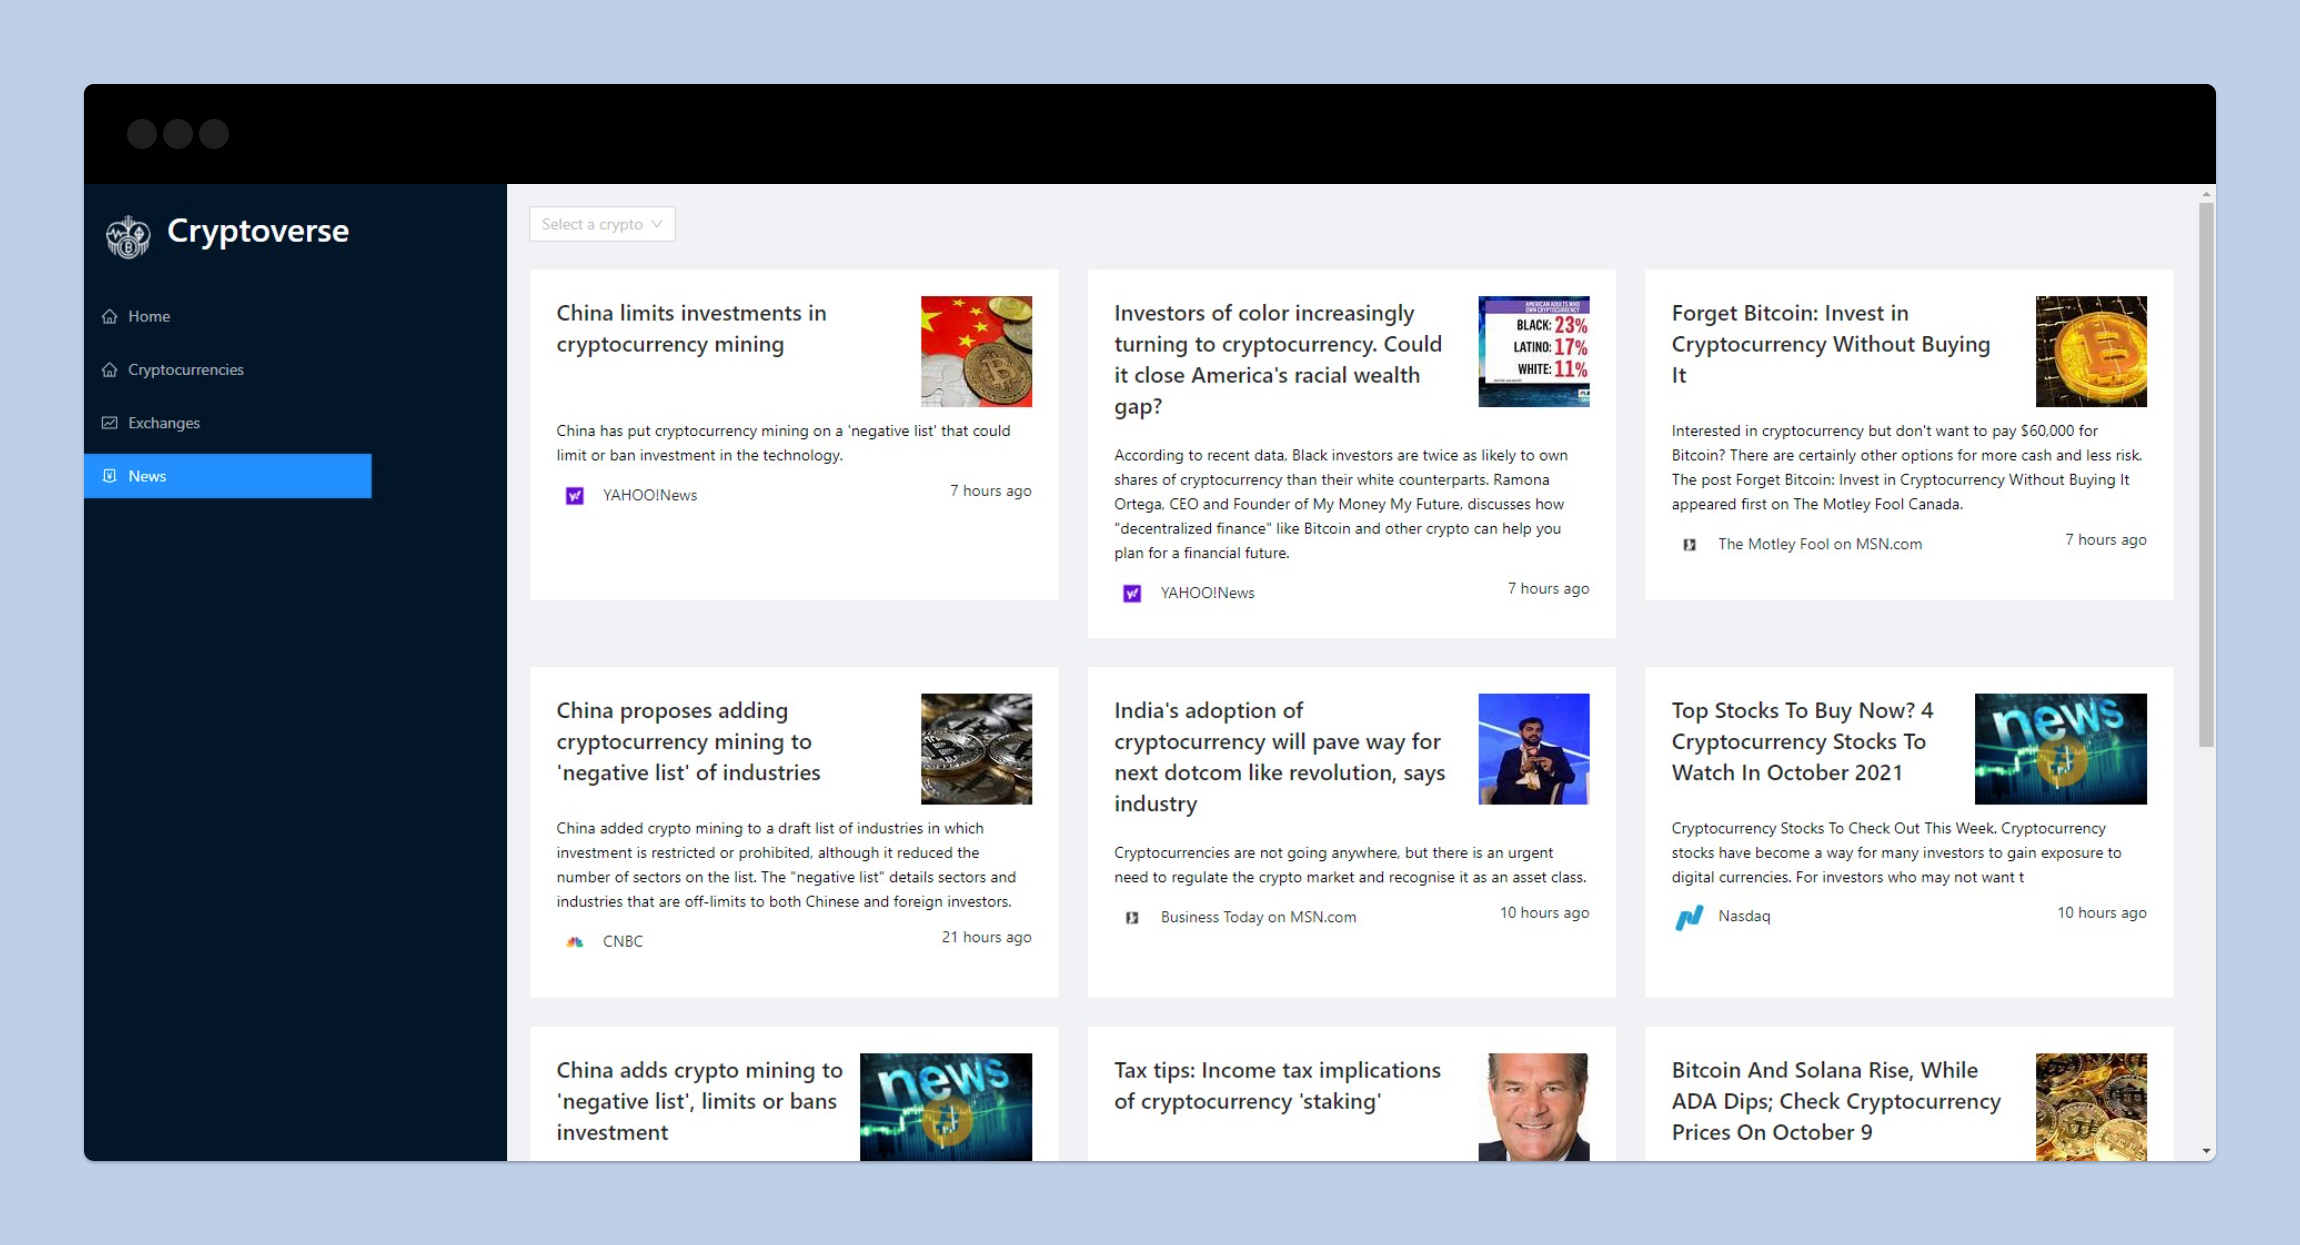 Cryptoverse
Home
Cryptocurrencies
Exchanges
News
Select a crypto
China limits investments in
cryptocurrency mining
China has put cryptocurrency mining on a 'negative list' that could
limit or ban investment in the technology.
YAHOO!News
7 hours ago
Investors of color increasingly
turning to cryptocurrency. Could
it close America's racial wealth
gap?
AMERICAN ADULTS WHO
OWN CRYPTOCURRENCY
BLACK: 23%
LATINO: 17%
WHITE: 11%
According to recent data, Black investors are twice as likely to own
shares of cryptocurrency than their white counterparts. Ramona
Ortega, CEO and Founder of My Money My Future, discusses how
"decentralized finance" like Bitcoin and other crypto can help you
plan for a financial future.
YAHOO!News
7 hours ago
Forget Bitcoin: Invest in
Cryptocurrency Without Buying
It
Interested in cryptocurrency but don't want to pay $60,000 for
Bitcoin? There are certainly other options for more cash and less risk.
The post Forget Bitcoin: Invest in Cryptocurrency Without Buying It
appeared first on The Motley Fool Canada.
The Motley Fool on MSN.com
7 hours ago
China proposes adding
cryptocurrency mining to
'negative list' of industries
China added crypto mining to a draft list of industries in which
investment is restricted or prohibited, although it reduced the
number of sectors on the list. The "negative list" details sectors and
industries that are off-limits to both Chinese and foreign investors.
CNBC
21 hours ago
India's adoption of
cryptocurrency will pave way for
next dotcom like revolution, says
industry
Cryptocurrencies are not going anywhere, but there is an urgent
need to regulate the crypto market and recognise it as an asset class.
Business Today on MSN.com
10 hours ago
Top Stocks To Buy Now? 4
Cryptocurrency Stocks To
Watch In October 2021
news
Cryptocurrency Stocks To Check Out This Week. Cryptocurrency
stocks have become a way for many investors to gain exposure to
digital currencies. For investors who may not want t
Nasdaq
10 hours ago
China adds crypto mining to
'negative list', limits or bans
investment
news
Tax tips: Income tax implications
of cryptocurrency 'staking'
Bitcoin And Solana Rise, While
ADA Dips; Check Cryptocurrency
Prices On October 9